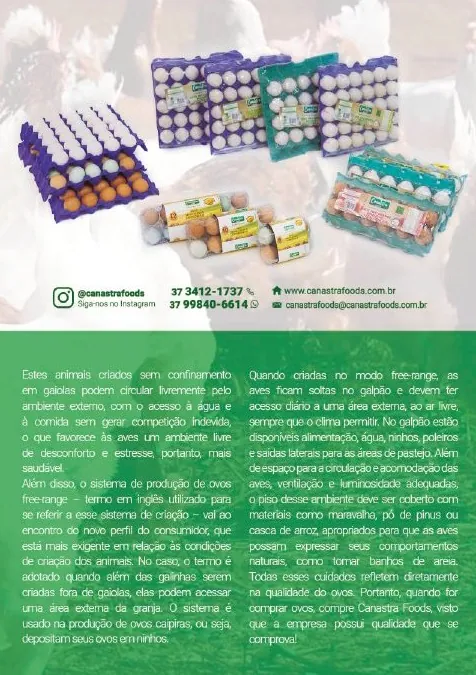 @canastrafoods
Siga-nos no Instagram
37 3412-1737
37 99840-6614
www.canastrafoods.com.br
canastrafoods@canastrafoods.com.br
Estes animais criados sem confinamento
em gaiolas podem circular livremente pelo
ambiente externo, com o acesso à água e
à comida sem gerar competição indevida,
o que favorece às aves um ambiente livre
de desconforto e estresse, portanto, mais
saudável.
Além disso, o sistema de produção de ovos
free-range – termo em inglês utilizado para
se referir a esse sistema de criação – vai ao
encontro do novo perfil do consumidor, que
está mais exigente em relação às condições
de criação dos animais. No caso, o termo é
adotado quando além das galinhas serem
criadas fora de gaiolas, elas podem acessar
uma área externa da granja. O sistema é
usado na produção de ovos caipiras, ou seja,
depositam seus ovos em ninhos.
Quando criadas no modo free-range, as
aves ficam soltas no galpão e devem ter
acesso diário a uma área externa, ao ar livre,
sempre que o clima permitir. No galpão estão
disponíveis alimentação, água, ninhos, poleiros
e saídas laterais para as áreas de pastejo. Além
de espaço para a circulação e acomodação das
aves, ventilação e luminosidade adequadas,
o piso desse ambiente deve ser coberto com
materiais como maravalha, pó de pinus ou
casca de arroz, apropriados para que as aves
possam expressar seus comportamentos
naturais, como tomar banhos de areia.
Todas esses cuidados refletem diretamente
na qualidade do ovos. Portanto, quando for
comprar ovos, compre Canastra Foods, visto
que a empresa possui qualidade que se
comprova!